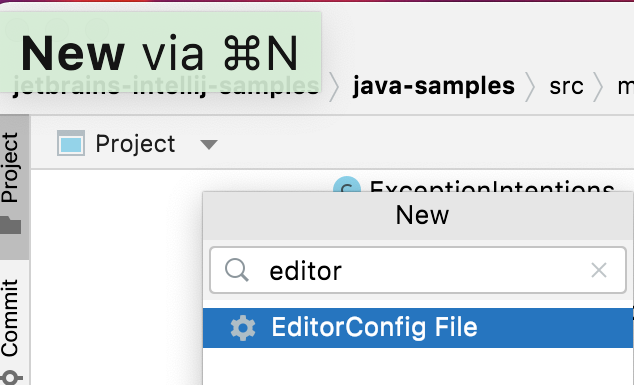 New via ⌘N
jetbrains-intellij-samples 〉 java-samples 〉 src 〉 m
Project
Project
ExceptionIntentions
New
editor
EditorConfig File
Commit